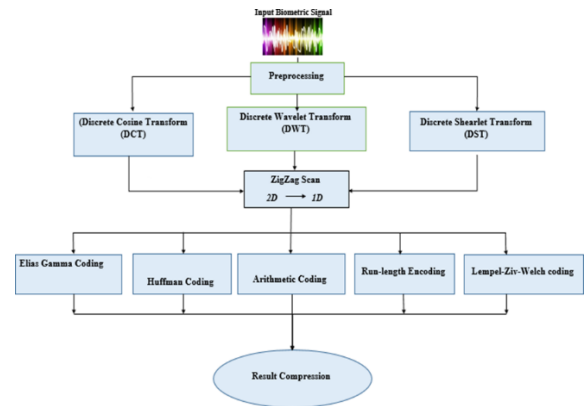 Input Biometric Signal
Preprocessing
(Discrete Cosine Transform
(DCT)
Discrete Wavelet Transform
(DWT)
Discrete Shearlet Transform
(DST)
ZigZag Scan
2D → 1D
Elias Gamma Coding
Huffman Coding
Arithmetic Coding
Run-length Encoding
Lempel-Ziv-Welch coding
Result Compression